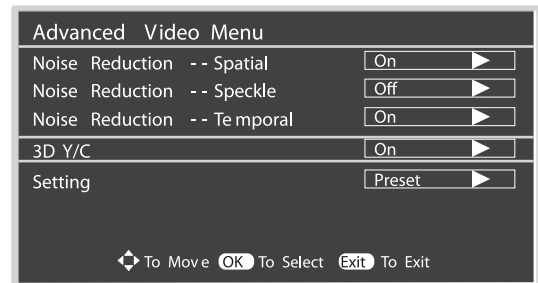 Advanced Video Menu
Noise Reduction -- Spatial On
Noise Reduction -- Speckle Off
Noise Reduction -- Temporal On
3D Y/C On
Setting Preset
To Move OK To Select Exit To Exit